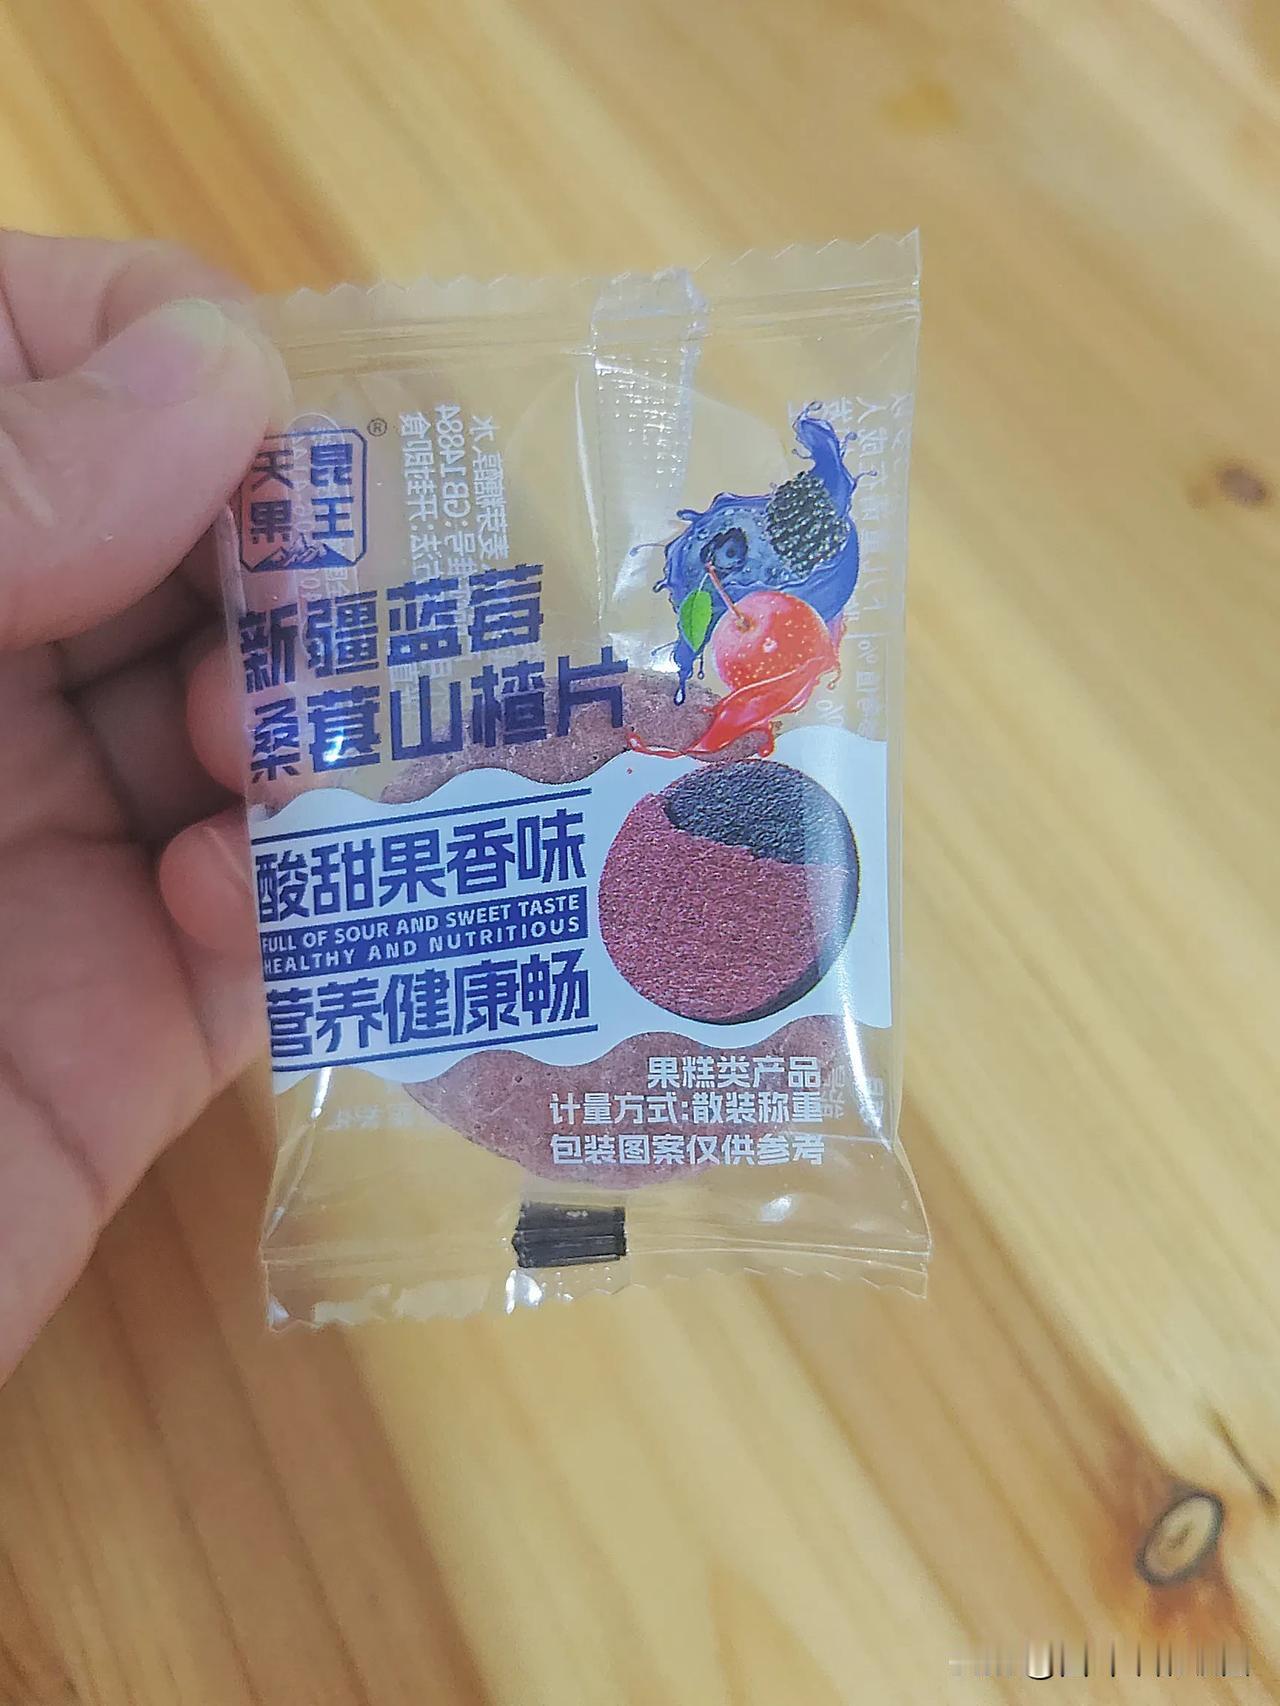 天昆
果王
®
新疆蓝莓
桑葚山楂片
酸甜果香味
FULL OF SOUR AND SWEET TASTE
HEALTHY AND NUTRITIOUS
营养健康畅
果糕类产品
计量方式:散装称重
包装图案仅供参考